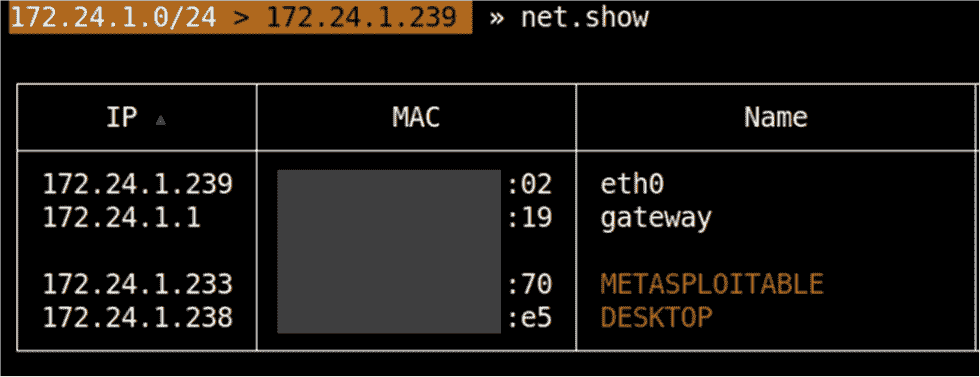 172.24.1.0/24 > 172.24.1.239 » net.show
IP ▲ MAC Name
172.24.1.239 :02 eth0
172.24.1.1 :19 gateway
172.24.1.233 :70 METASPLOITABLE
172.24.1.238 :e5 DESKTOP